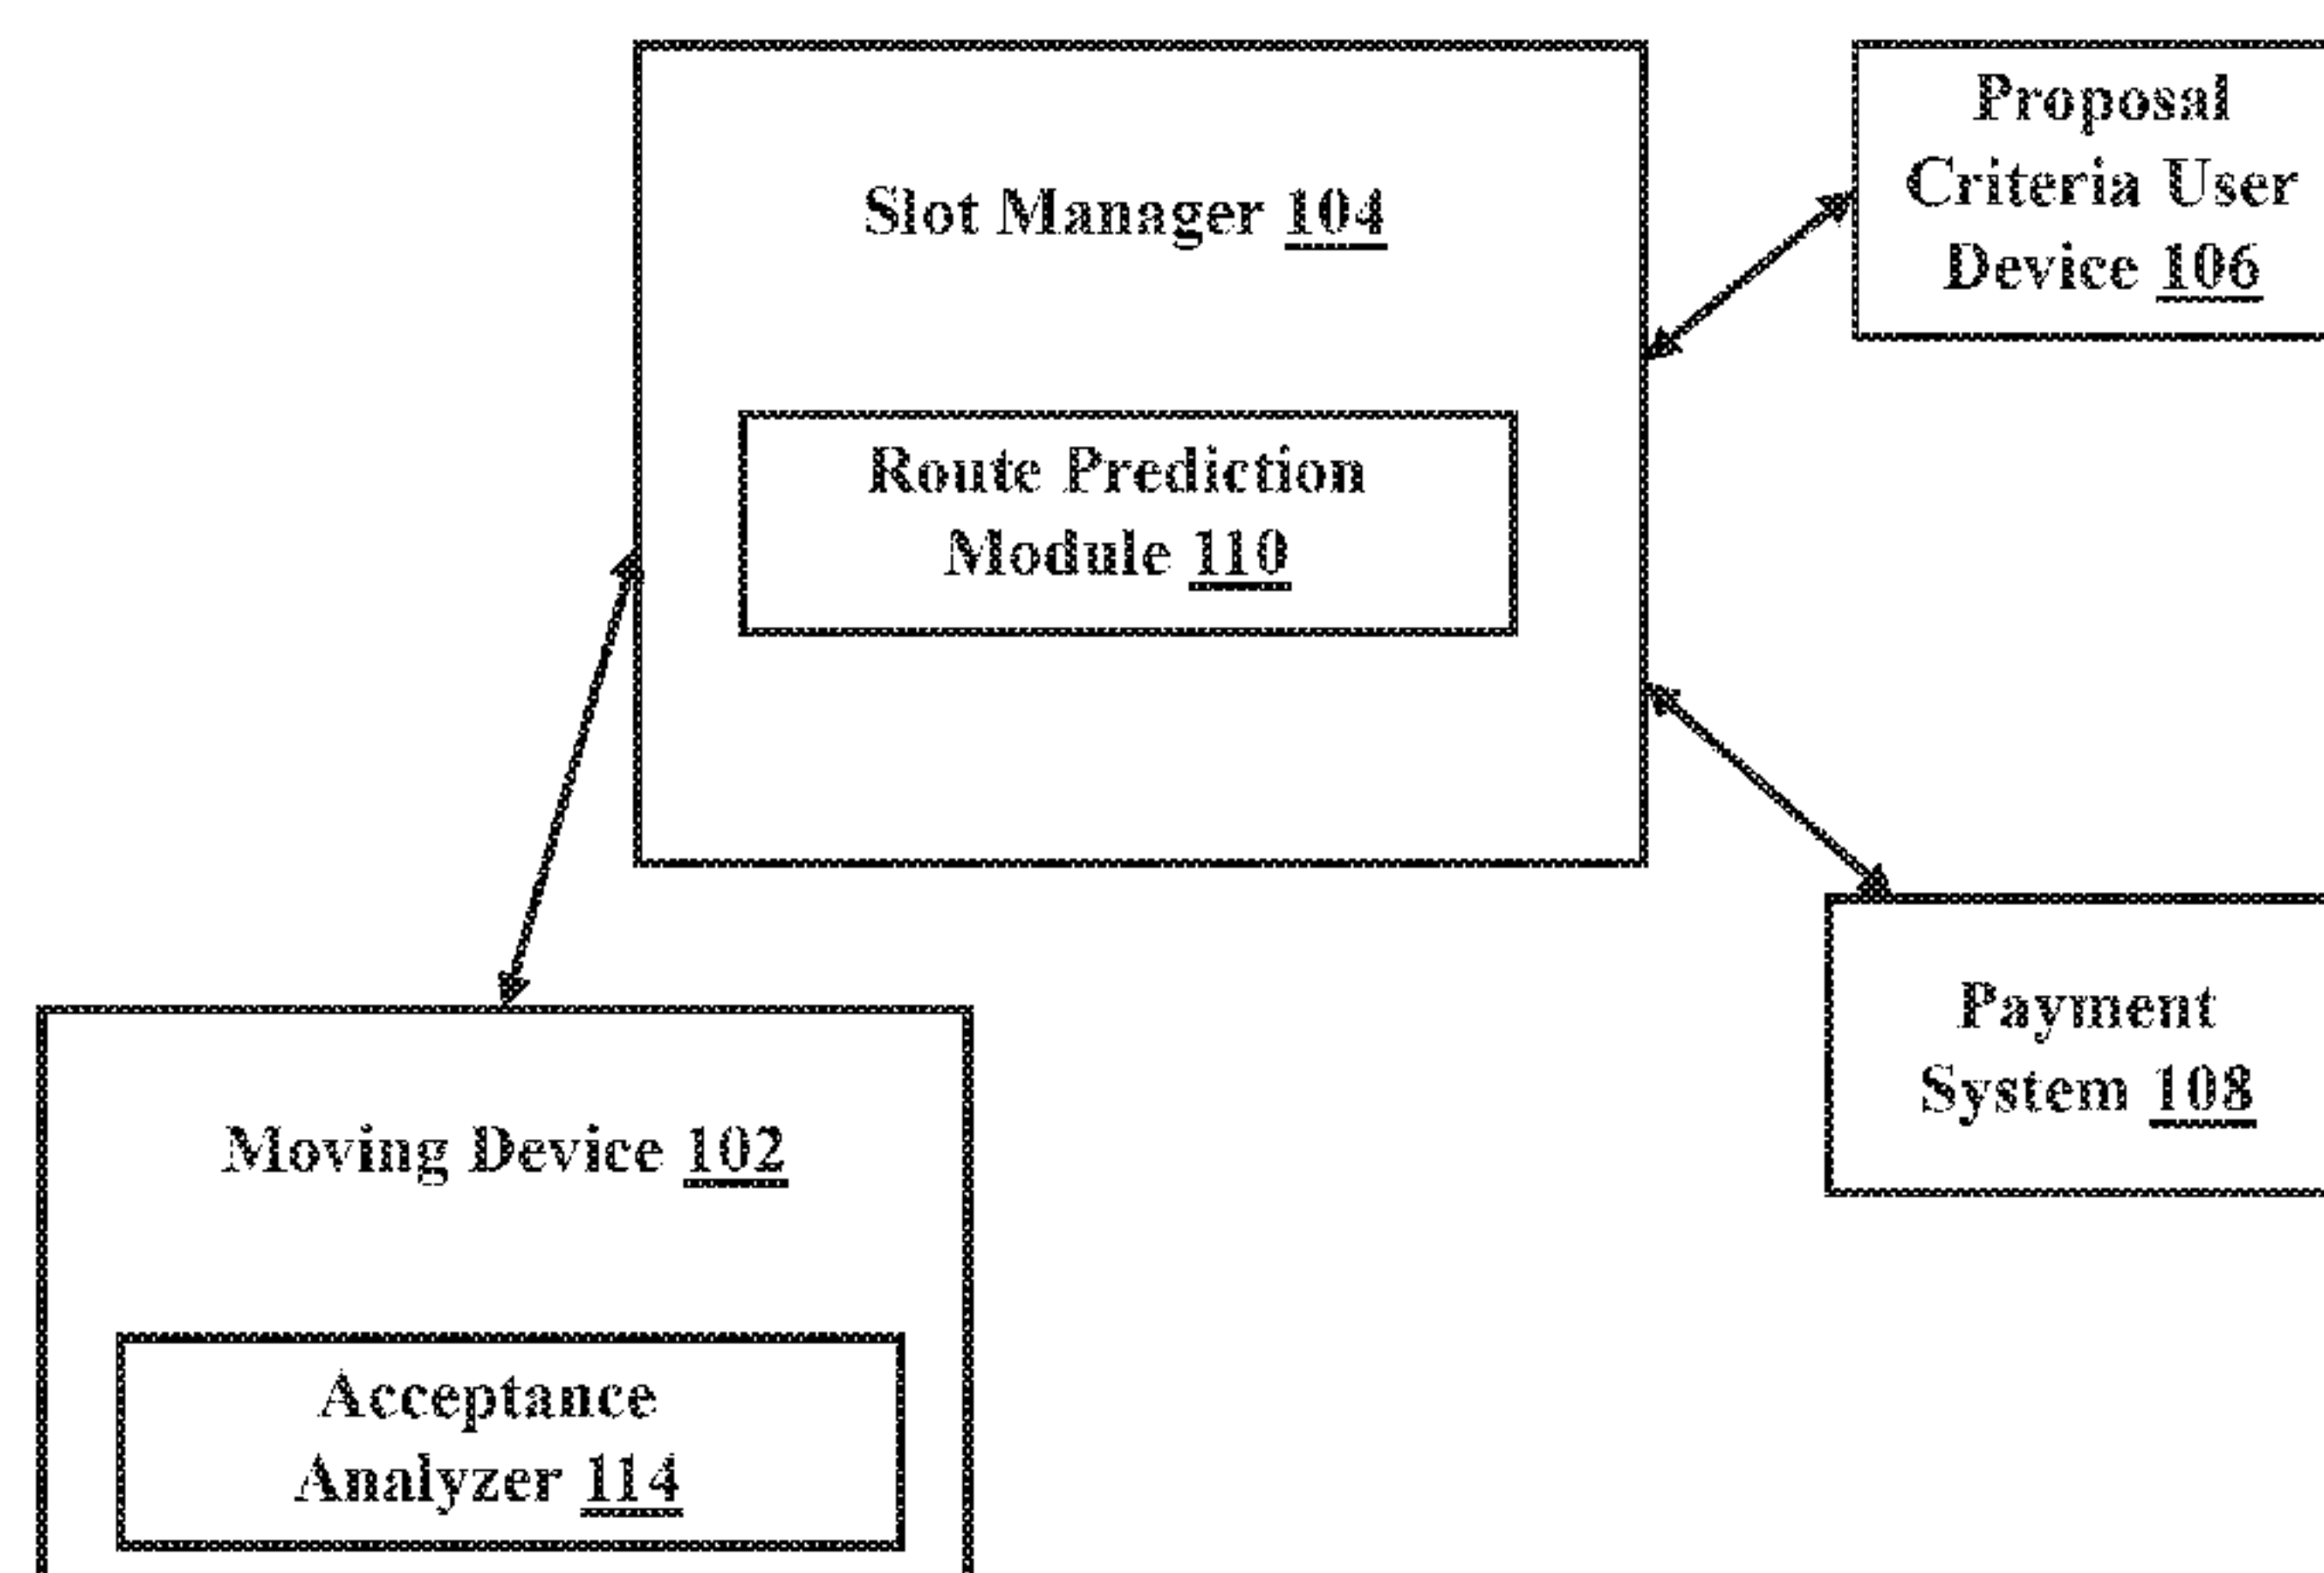 Proposal
Criteria User
Device 106
Slot Manager 104
Route Prediction
Module 110
Payment
System 108
Moving Device 102
Acceptance
Analyzer 114